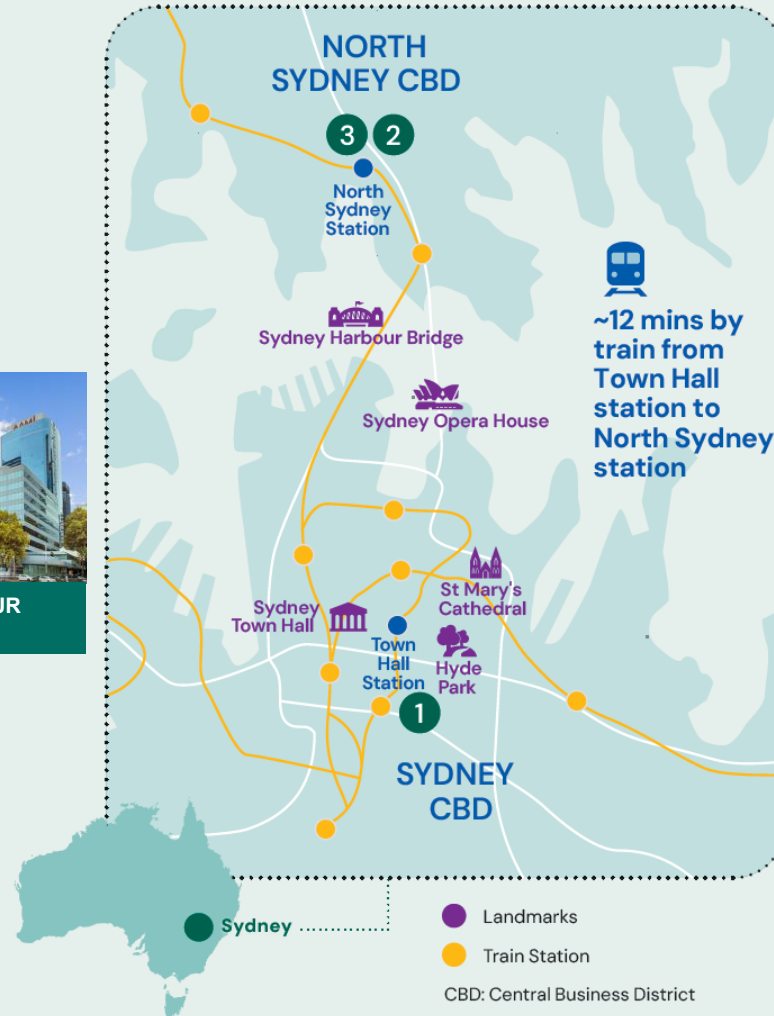 NORTH
SYDNEY CBD
3 2
North
Sydney
Station
~12 mins by
train from
Town Hall
station to
North Sydney
station
Sydney Harbour Bridge
Sydney Opera House
UR
St Mary's
Cathedral
Sydney
Town Hall
Town
Hall
Station
Hyde
Park
1
SYDNEY
CBD
Sydney
Landmarks
Train Station
CBD: Central Business District